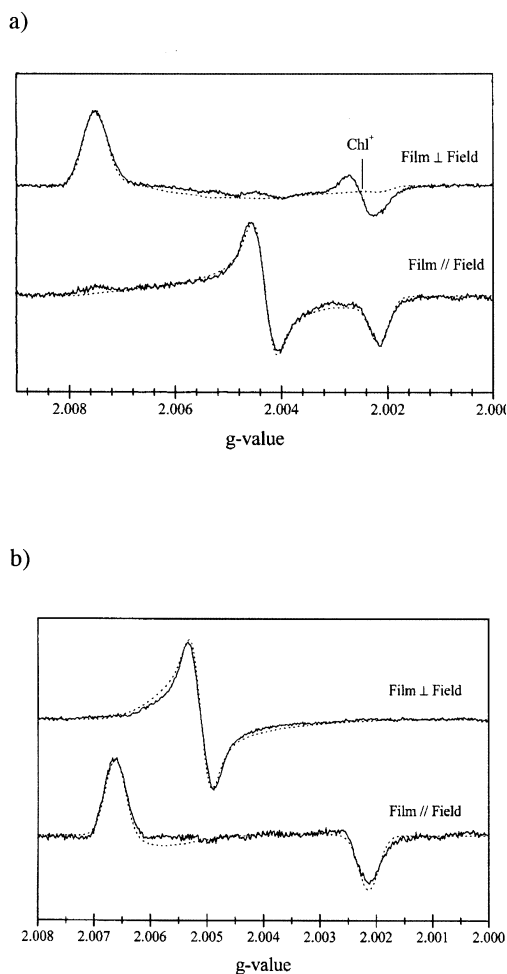 a)
Chl+
Film ⊥ Field
Film // Field
2.008 2.006 2.004 2.002 2.000
g-value
b)
Film ⊥ Field
Film // Field
2.008 2.007 2.006 2.005 2.004 2.003 2.002 2.001 2.000
g-value